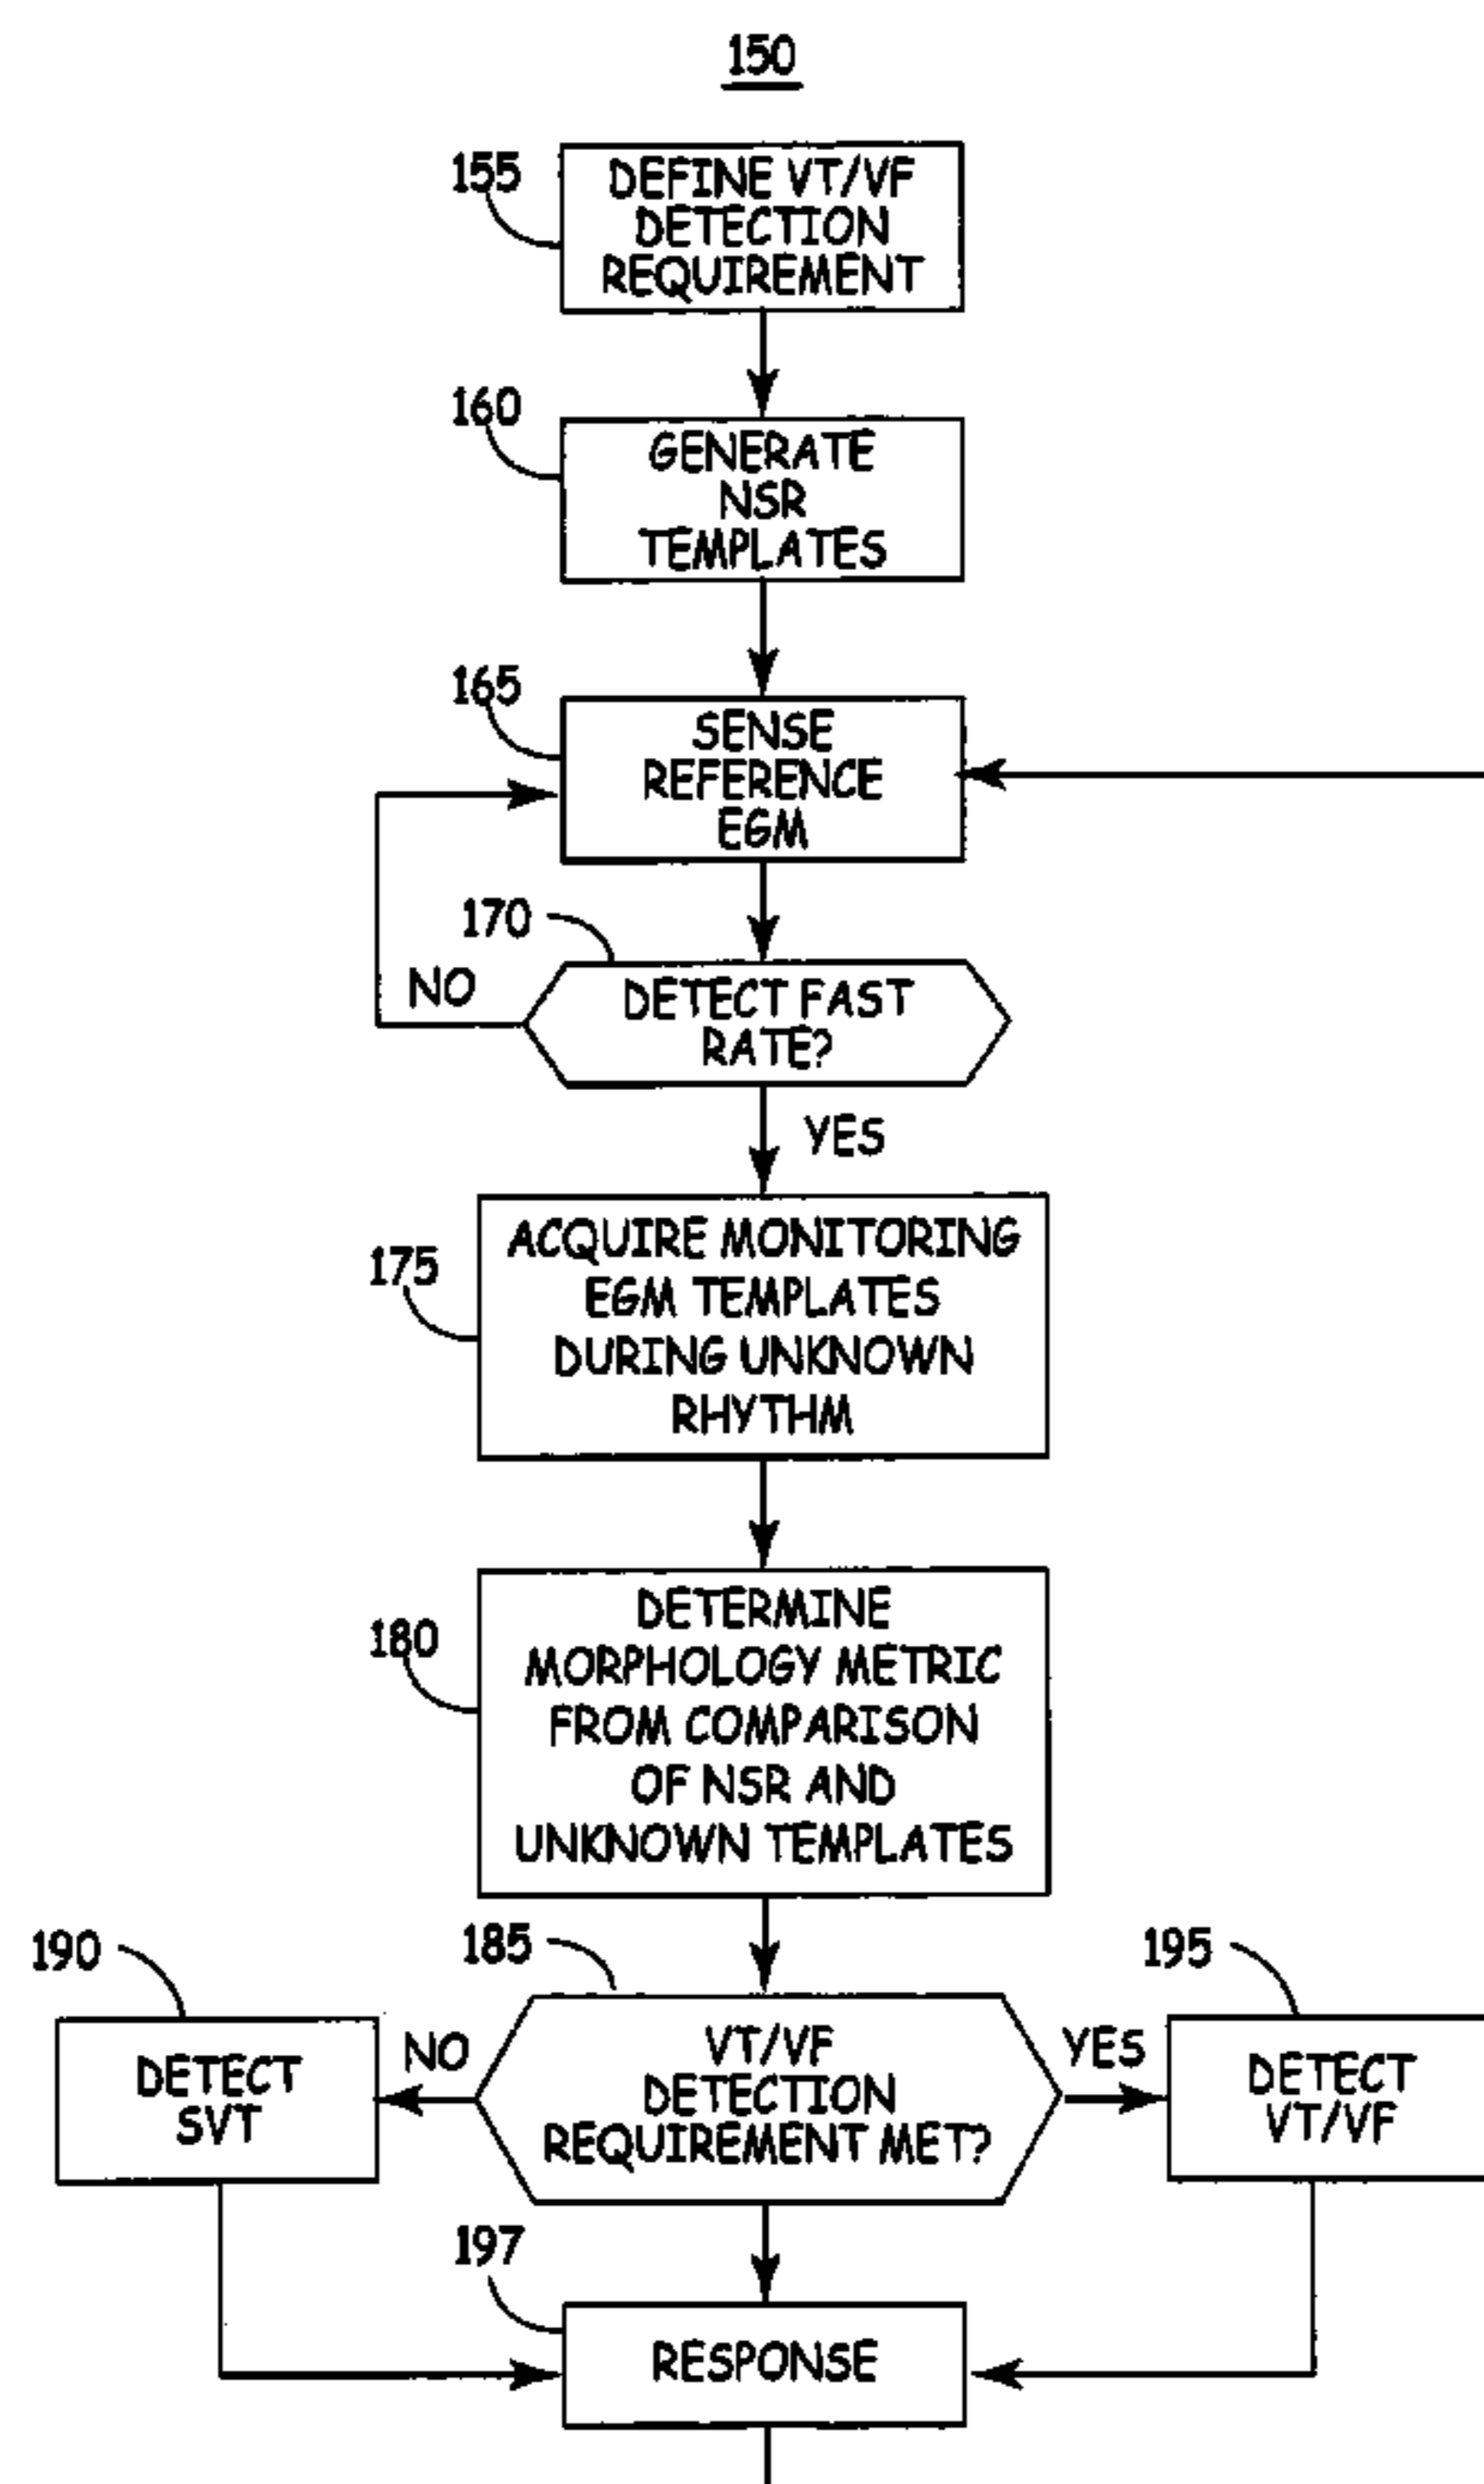 150
155
DEFINE VT/VF
DETECTION
REQUIREMENT
160
GENERATE
NSR
TEMPLATES
165
SENSE
REFERENCE
EGM
170
NO
DETECT FAST
RATE?
YES
175
ACQUIRE MONITORING
EGM TEMPLATES
DURING UNKNOWN
RHYTHM
180
DETERMINE
MORPHOLOGY METRIC
FROM COMPARISON
OF NSR AND
UNKNOWN TEMPLATES
190
185
195
DETECT
SVT
NO
VT/VF
DETECTION
REQUIREMENT MET?
YES
DETECT
VT/VF
197
RESPONSE